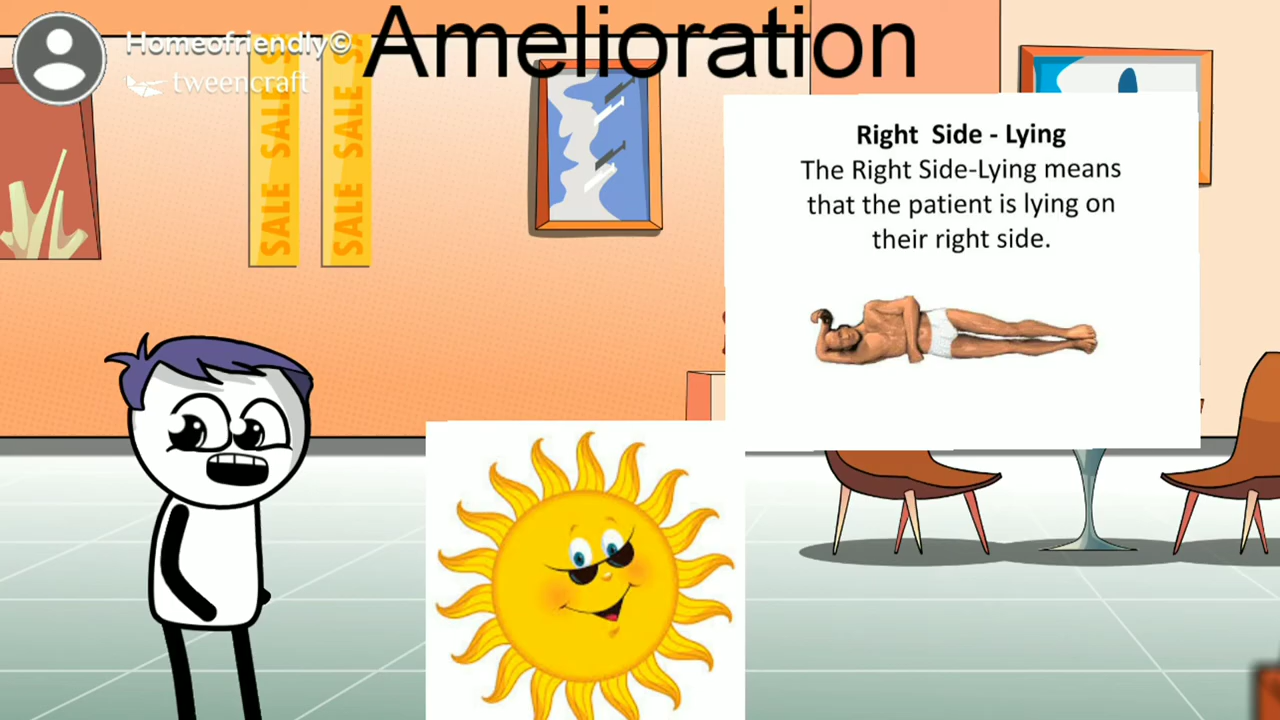 Amelioration
Homeofriendly©
tweencraft
SALE SALE S
SALE SALE S
Right Side - Lying
The Right Side-Lying means
that the patient is lying on
their right side.